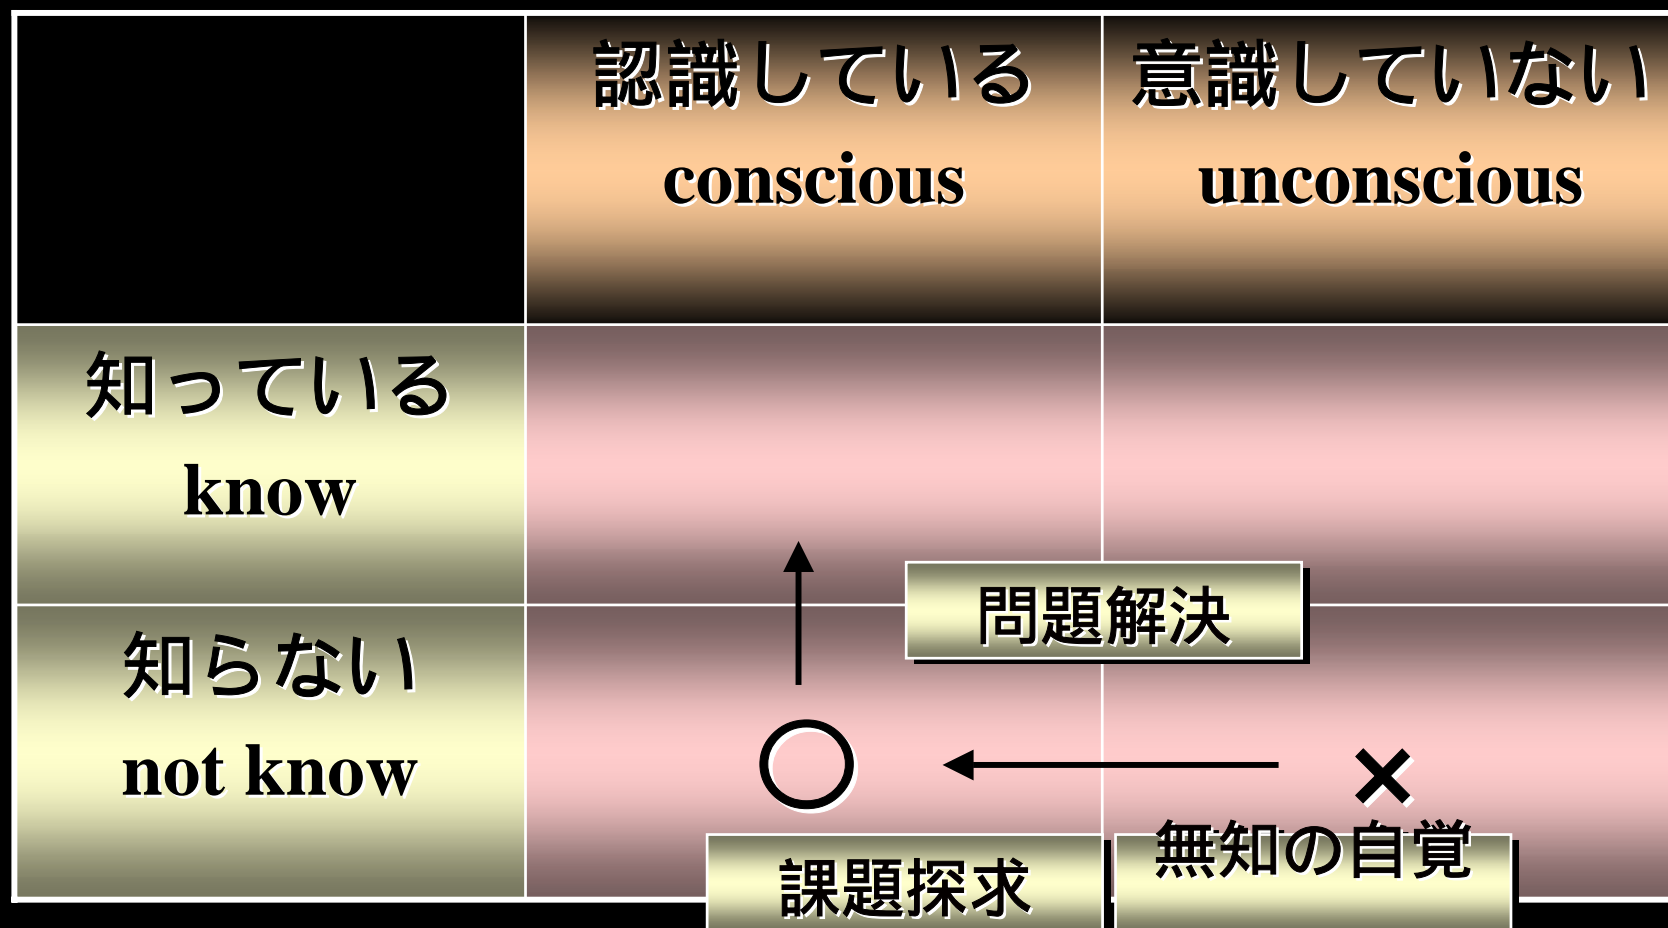 認識している
conscious
意識していない
unconscious
知っている
know
問題解決
知らない
not know
○
×
課題探求
無知の自覚